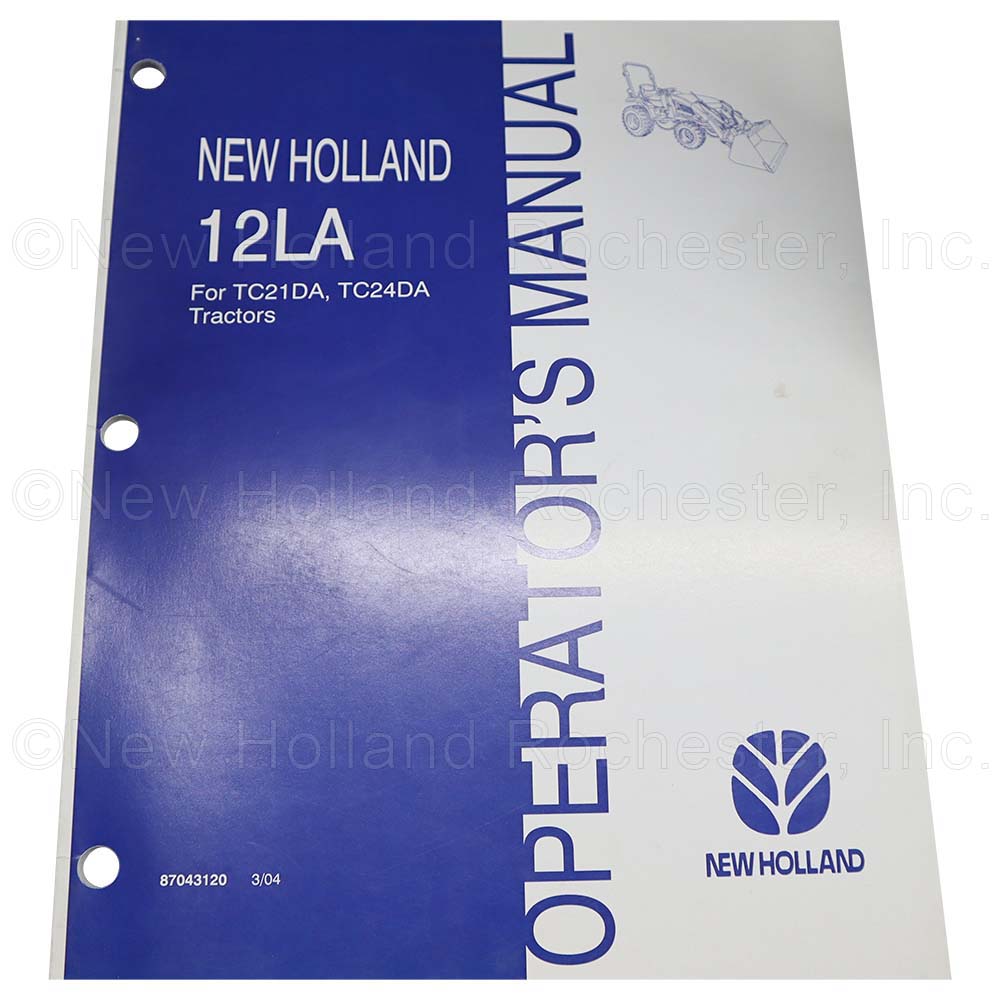 NEW HOLLAND
12LA
For TC21DA, TC24DA
Tractors
87043120 3/04
OPERATOR'S MANUAL
NEW HOLLAND
©New Holland Rochester, Inc.
©New Holland Rochester, Inc.
©New Holland Rochester, Inc.